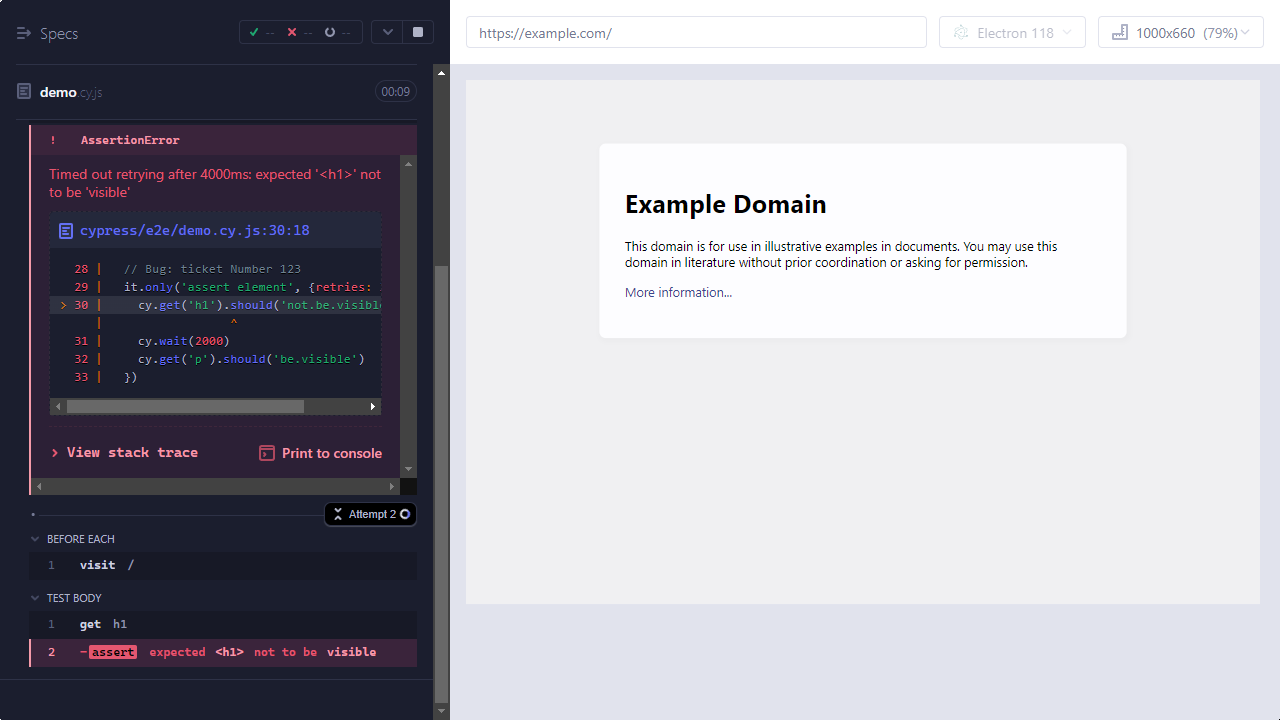 Specs
--
--
--
https://example.com/
Electron 118
1000x660 (79%)
demo.cy.js
00:09
! AssertionError
Timed out retrying after 4000ms: expected '<h1>' not
to be 'visible'
cypress/e2e/demo.cy.js:30:18
28 | // Bug: ticket Number 123
29 | it.only('assert element', {retries:
> 30 | cy.get('h1').should('not.be.visible
| ^
31 | cy.wait(2000)
32 | cy.get('p').should('be.visible')
33 | })
> View stack trace
Print to console
Attempt 2
BEFORE EACH
1 visit /
TEST BODY
1 get h1
2 -assert expected <h1> not to be visible
Example Domain
This domain is for use in illustrative examples in documents. You may use this
domain in literature without prior coordination or asking for permission.
More information...